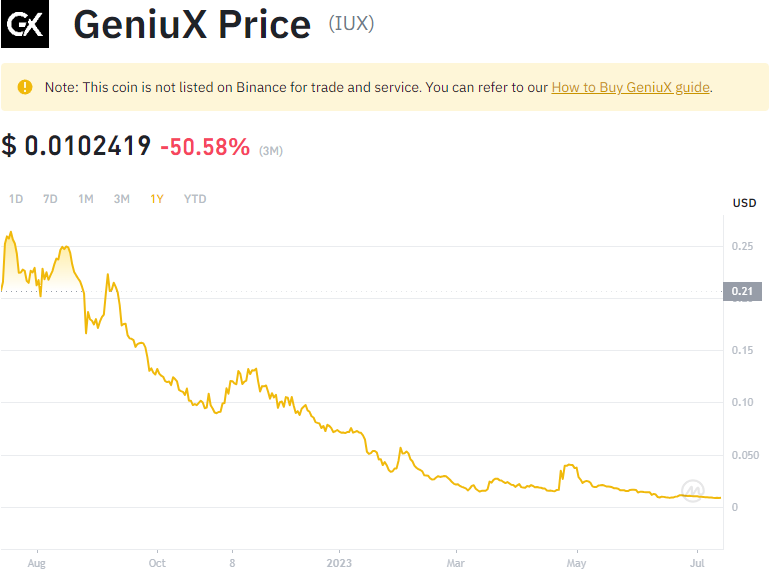 GX
GeniuX Price (IUX)
Note: This coin is not listed on Binance for trade and service. You can refer to our How to Buy GeniuX guide.
$ 0.0102419 -50.58% (3M)
1D 7D 1M 3M 1Y YTD
USD
0.25
0.21
0.15
0.10
0.050
0
Aug Oct 8 2023 Mar May Jul